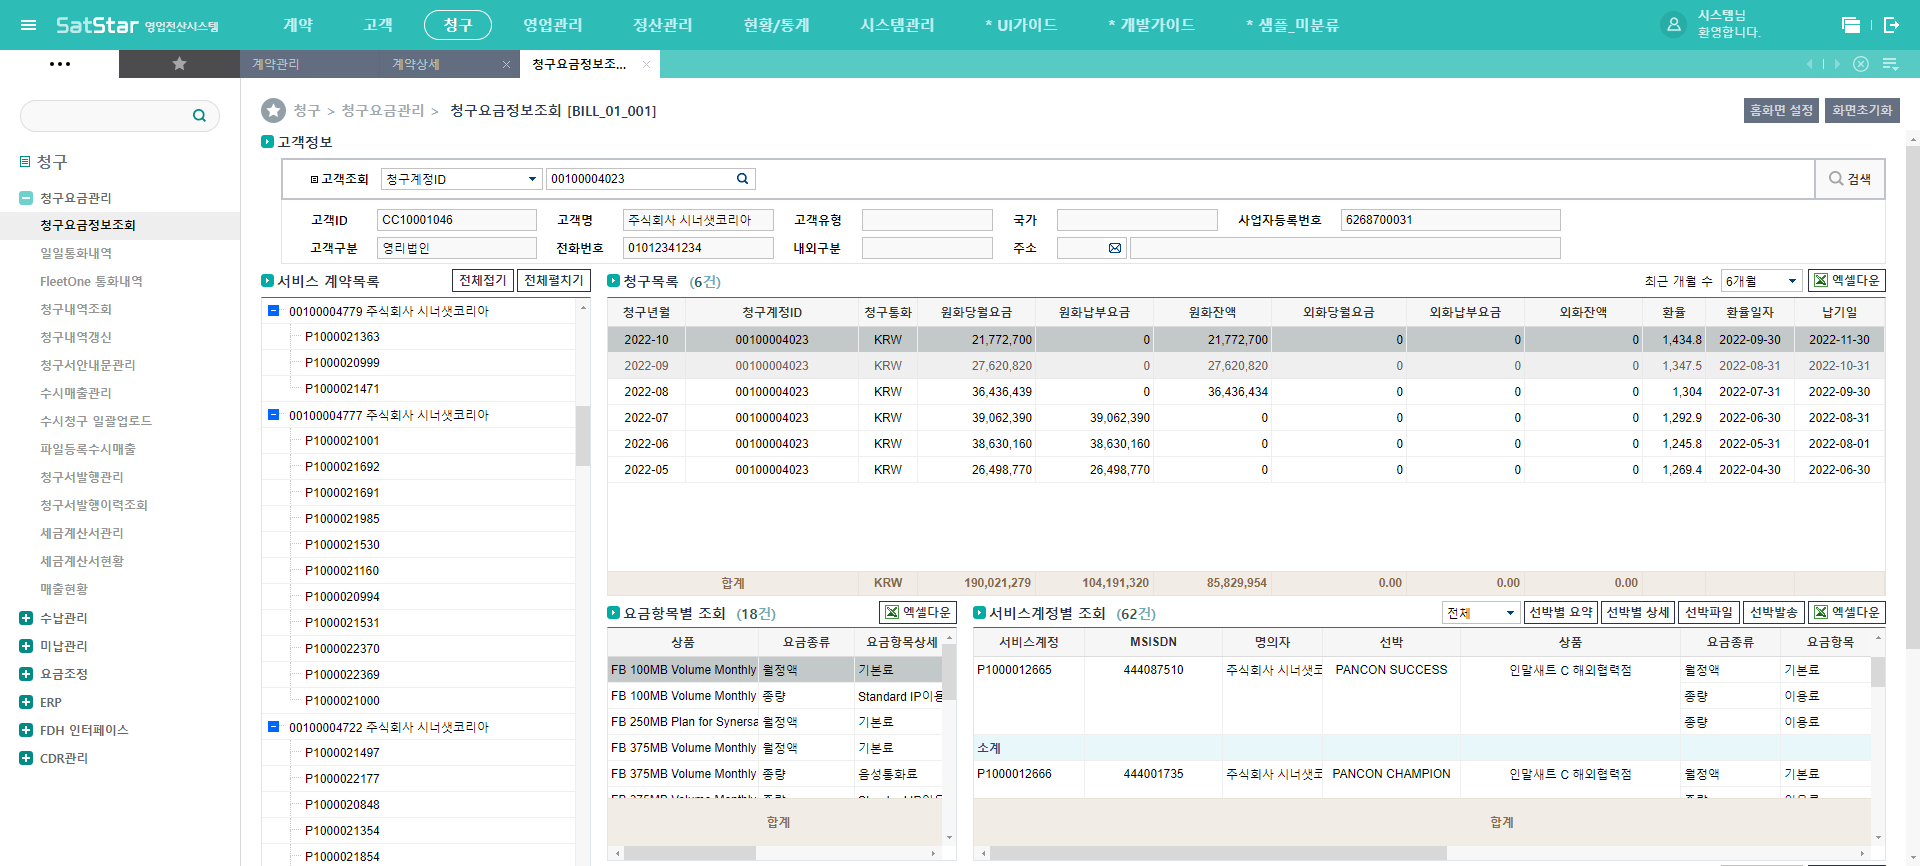 SatStar 영업전산시스템
계약 고객 청구 영업관리 정산관리 현황/통계 시스템관리 * UI가이드 * 개발가이드 * 샘플_미분류
시스템님
환영합니다.
계약관리 계약상세 청구요금정보조...
청구 > 청구요금관리 > 청구요금정보조회 [BILL_01_001]
홈화면 설정 화면초기화
청구
청구요금관리
청구요금정보조회
일일통화내역
FleetOne 통화내역
청구내역조회
청구내역갱신
청구서안내문관리
수시매출관리
수시청구 일괄업로드
파일등록수시매출
청구서발행관리
청구서발행이력조회
세금계산서관리
세금계산서현황
매출현황
수납관리
미납관리
요금조정
ERP
FDH 인터페이스
CDR관리
고객정보
고객조회 청구계정ID 00100004023 검색
고객ID CC10001046 고객명 주식회사 시너샛코리아 고객유형 국가 사업자등록번호 6268700031
고객구분 영리법인 전화번호 01012341234 내외구분 주소
서비스 계약목록 전체접기 전체펼치기
00100004779 주식회사 시너샛코리아
P1000021363
P1000020999
P1000021471
00100004777 주식회사 시너샛코리아
P1000021001
P1000021692
P1000021691
P1000021985
P1000021530
P1000021160
P1000020994
P1000021531
P1000022370
P1000022369
P1000021000
00100004722 주식회사 시너샛코리아
P1000021497
P1000022177
P1000020848
P1000021354
P1000021854
청구목록 (6건) 최근 개월 수 6개월 엑셀다운
청구년월 청구계정ID 청구통화 원화당월요금 원화납부요금 원화잔액 외화당월요금 외화납부요금 외화잔액 환율 환율일자 납기일
2022-10 00100004023 KRW 21,772,700 0 21,772,700 0 0 0 1,434.8 2022-09-30 2022-11-30
2022-09 00100004023 KRW 27,620,820 0 27,620,820 0 0 0 1,347.5 2022-08-31 2022-10-31
2022-08 00100004023 KRW 36,436,439 0 36,436,434 0 0 0 1,304 2022-07-31 2022-09-30
2022-07 00100004023 KRW 39,062,390 39,062,390 0 0 0 0 1,292.9 2022-06-30 2022-08-31
2022-06 00100004023 KRW 38,630,160 38,630,160 0 0 0 0 1,245.8 2022-05-31 2022-08-01
2022-05 00100004023 KRW 26,498,770 26,498,770 0 0 0 0 1,269.4 2022-04-30 2022-06-30
합계 KRW 190,021,279 104,191,320 85,829,954 0.00 0.00 0.00
요금항목별 조회 (18건) 엑셀다운
상품 요금종류 요금항목상세
FB 100MB Volume Monthly 월정액 기본료
FB 100MB Volume Monthly 종량 Standard IP이용
FB 250MB Plan for Synersa 월정액 기본료
FB 375MB Volume Monthly 월정액 기본료
FB 375MB Volume Monthly 종량 음성통화료
합계
서비스계정별 조회 (62건) 전체 선박별 요약 선박별 상세 선박파일 선박발송 엑셀다운
서비스계정 MSISDN 명의자 선박 상품 요금종류 요금항목
P1000012665 444087510 주식회사 시너샛코 PANCON SUCCESS 인말새트 C 해외협력점 월정액 기본료
종량 이용료
종량 이용료
소계
P1000012666 444001735 주식회사 시너샛코 PANCON CHAMPION 인말새트 C 해외협력점 월정액 기본료
합계